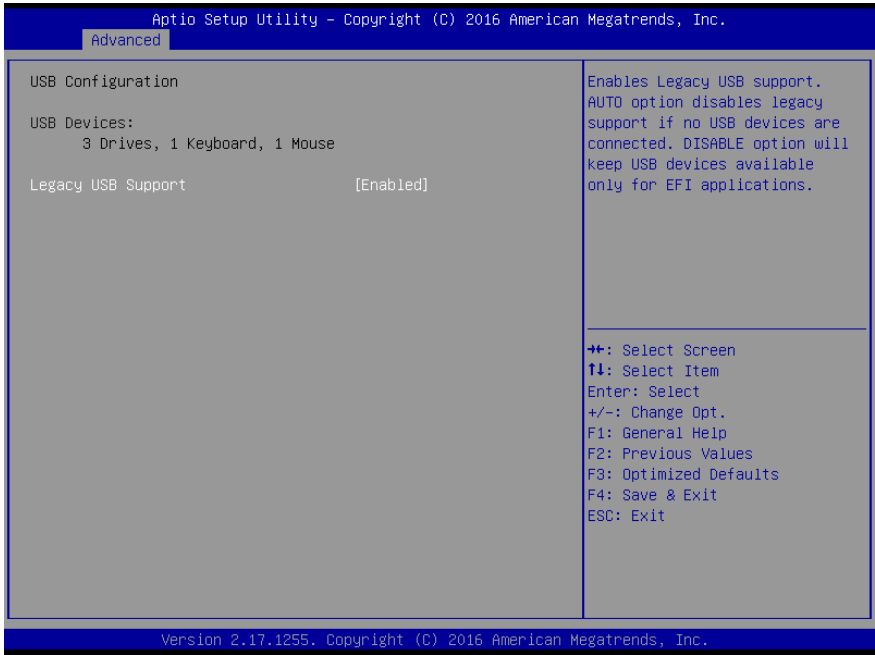 Aptio Setup Utility – Copyright (C) 2016 American Megatrends, Inc.
Advanced
USB Configuration
USB Devices:
3 Drives, 1 Keyboard, 1 Mouse
Legacy USB Support [Enabled]
Enables Legacy USB support.
AUTO option disables legacy
support if no USB devices are
connected. DISABLE option will
keep USB devices available
only for EFI applications.
→←: Select Screen
↑↓: Select Item
Enter: Select
+/-: Change Opt.
F1: General Help
F2: Previous Values
F3: Optimized Defaults
F4: Save & Exit
ESC: Exit
Version 2.17.1255. Copyright (C) 2016 American Megatrends, Inc.